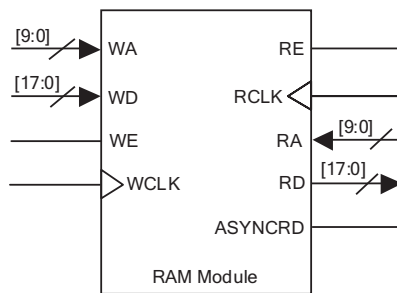 [9:0]
WA
RE
[17:0]
WD
RCLK
WE
[9:0]
RA
WCLK
[17:0]
RD
ASYNCRD
RAM Module